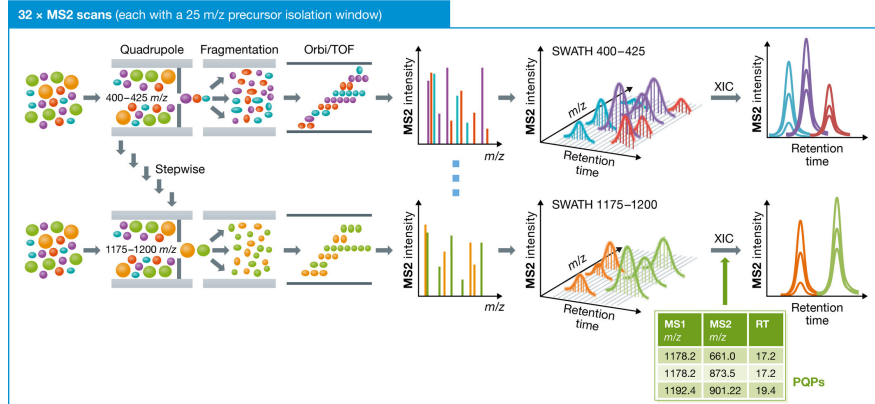 32 × MS2 scans (each with a 25 m/z precursor isolation window)
Quadrupole Fragmentation Orbi/TOF
400–425 m/z
MS2 intensity
m/z
SWATH 400–425
MS2 intensity
m/z
Retention
time
XIC
MS2 intensity
Retention
time
Stepwise
1175–1200 m/z
MS2 intensity
m/z
SWATH 1175–1200
MS2 intensity
m/z
Retention
time
XIC
MS2 intensity
Retention
time
MS1 MS2 RT
m/z m/z
1178.2 661.0 17.2
1178.2 873.5 17.2
1192.4 901.22 19.4
PQPs